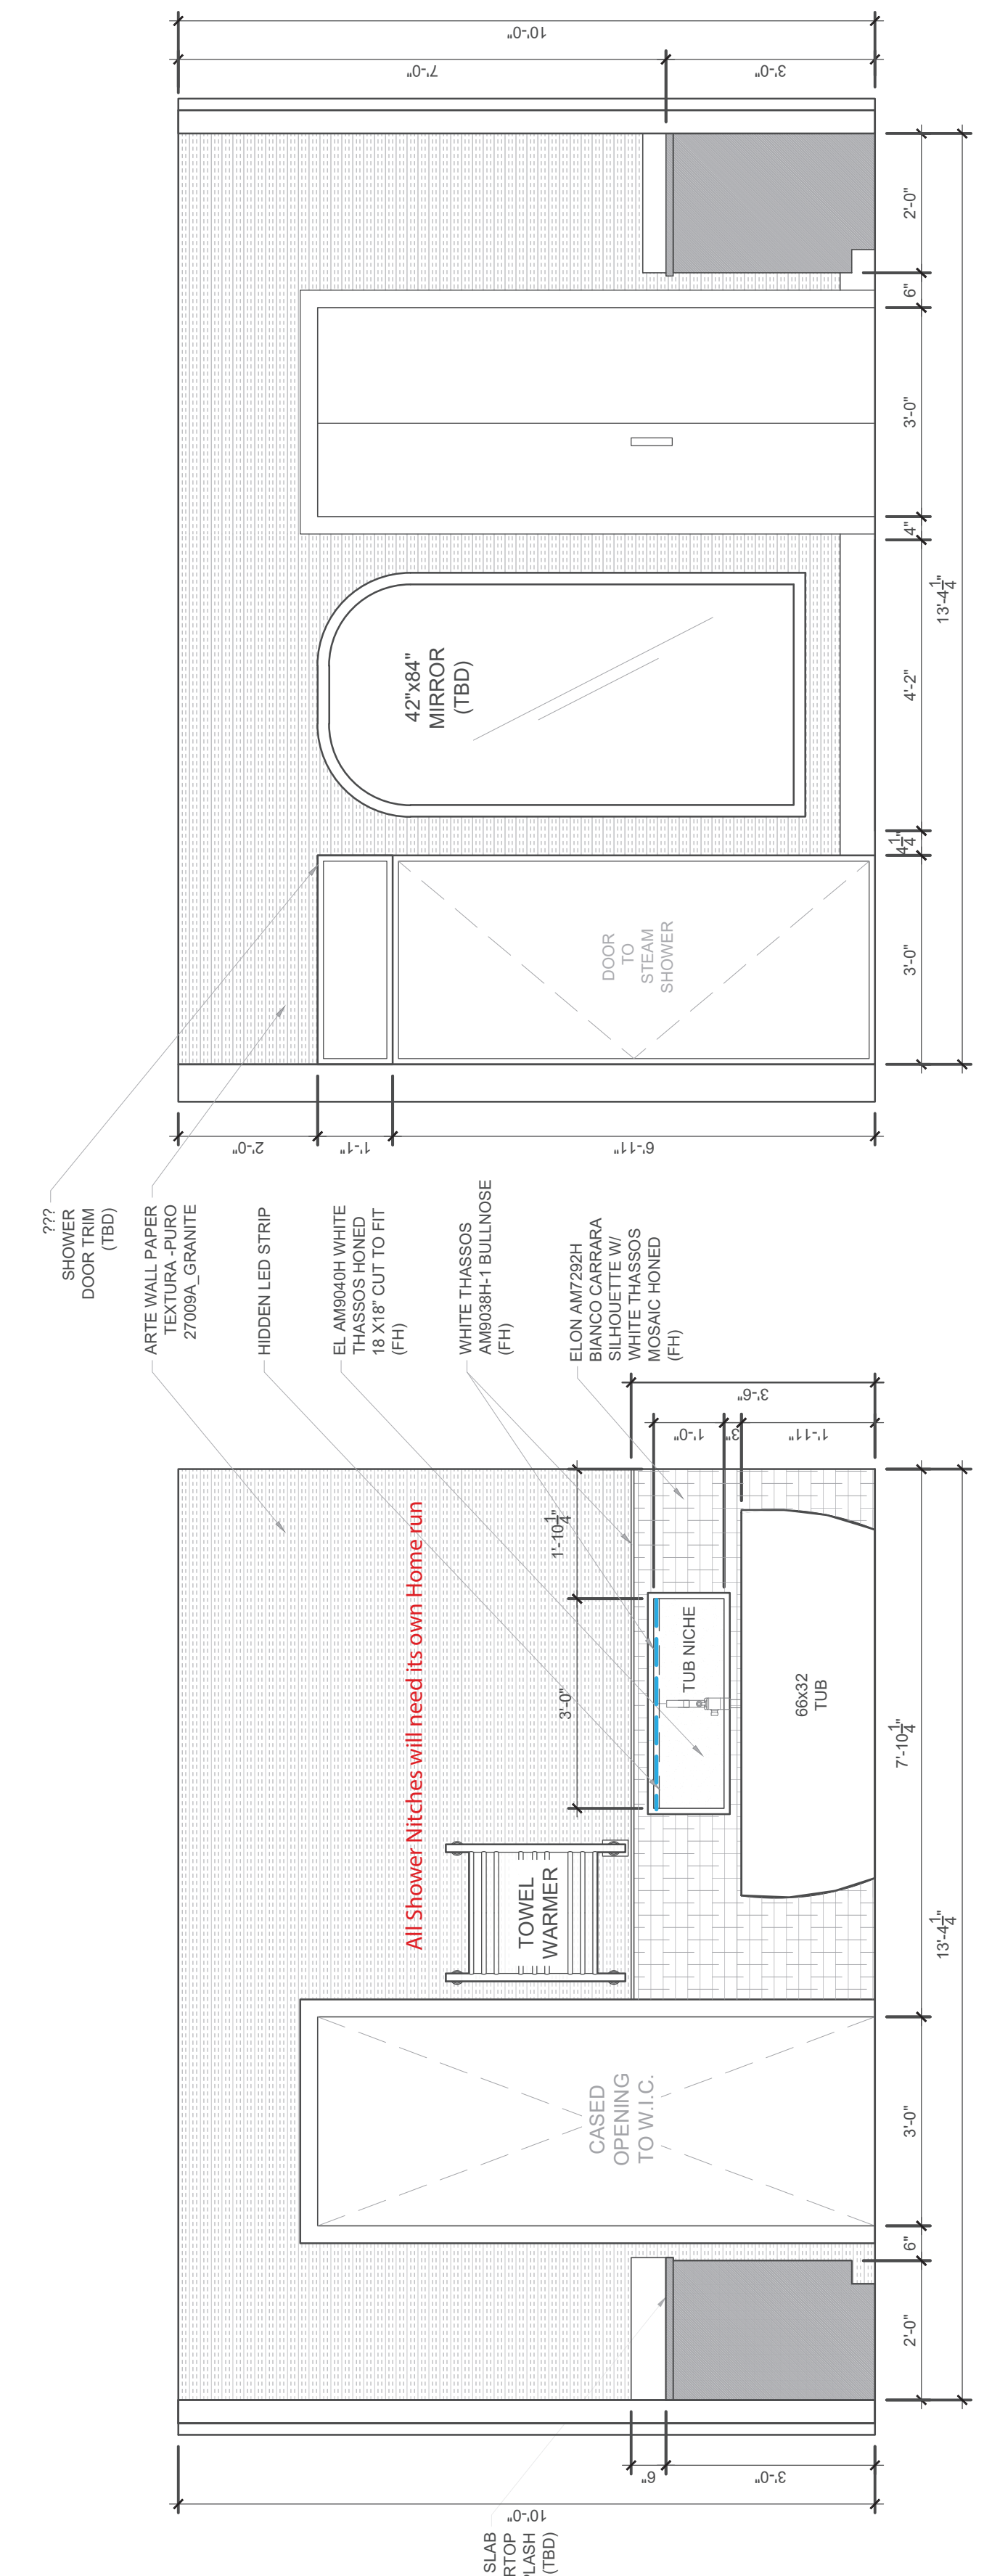 10'-0"
7'-0"
3'-0"
2'-0"
6"
3'-0"
4"
4'-2"
4 1/4"
3'-0"
13'-4 1/4"
42"x84"
MIRROR
(TBD)
DOOR
TO
STEAM
SHOWER
2'-0"
1'-1"
6'-11"
???
SHOWER
DOOR TRIM
(TBD)
ARTE WALL PAPER
TEXTURA -PURO
27009A_GRANITE
HIDDEN LED STRIP
EL AM9040H WHITE
THASSOS HONED
18 X18" CUT TO FIT
(FH)
WHITE THASSOS
AM9038H-1 BULLNOSE
(FH)
ELON AM7292H
BIANCO CARRARA
SILHOUETTE W/
WHITE THASSOS
MOSAIC HONED
(FH)
3'-6"
1'-0"
3"
1'-11"
1'-10 1/4"
3'-0"
All Shower Nitches will need its own Home run
TUB NICHE
66x32
TUB
TOWEL
WARMER
CASED
OPENING
TO W.I.C.
7'-10 1/4"
3'-0"
6"
2'-0"
13'-4 1/4"
6"
3'-0"
10'-0"
SLAB
RTOP
LASH
(TBD)